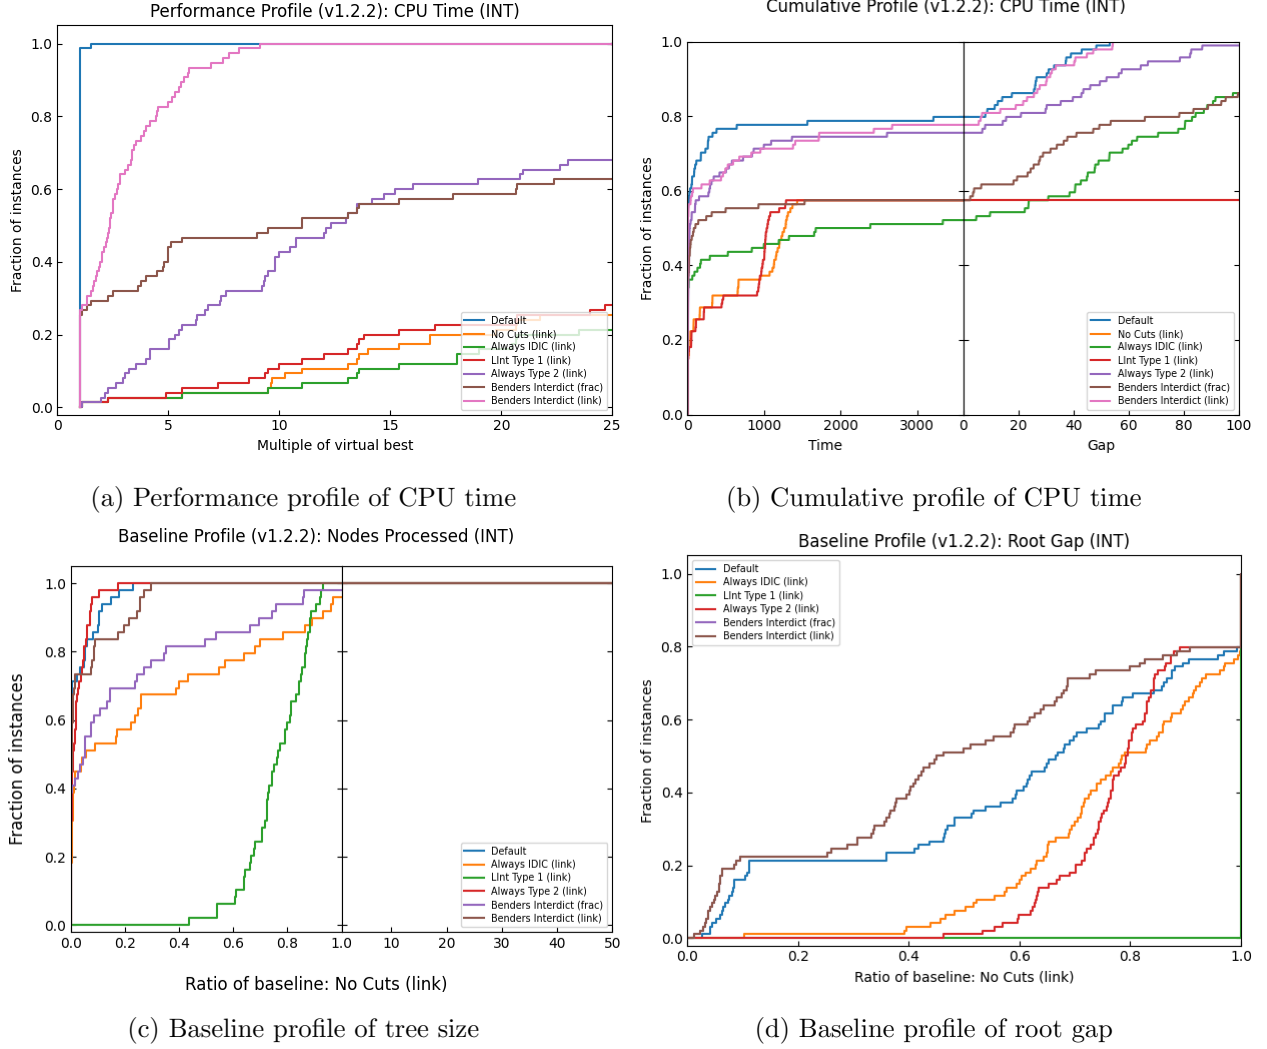 Performance Profile (v1.2.2): CPU Time (INT)
1.0
0.8
0.6
0.4
0.2
0.0
Fraction of instances
0 5 10 15 20 25
Multiple of virtual best
Default
No Cuts (link)
Always IDIC (link)
LInt Type 1 (link)
Always Type 2 (link)
Benders Interdict (frac)
Benders Interdict (link)
(a) Performance profile of CPU time
Cumulative Profile (v1.2.2): CPU Time (INT)
1.0
0.8
0.6
0.4
0.2
0.0
Fraction of instances
0 1000 2000 3000 0 20 40 60 80 100
Time Gap
Default
No Cuts (link)
Always IDIC (link)
LInt Type 1 (link)
Always Type 2 (link)
Benders Interdict (frac)
Benders Interdict (link)
(b) Cumulative profile of CPU time
Baseline Profile (v1.2.2): Nodes Processed (INT)
1.0
0.8
0.6
0.4
0.2
0.0
Fraction of instances
0.0 0.2 0.4 0.6 0.8 1.0 10 20 30 40 50
Ratio of baseline: No Cuts (link)
Default
Always IDIC (link)
LInt Type 1 (link)
Always Type 2 (link)
Benders Interdict (frac)
Benders Interdict (link)
(c) Baseline profile of tree size
Baseline Profile (v1.2.2): Root Gap (INT)
1.0
0.8
0.6
0.4
0.2
0.0
Fraction of instances
0.0 0.2 0.4 0.6 0.8 1.0
Ratio of baseline: No Cuts (link)
Default
Always IDIC (link)
LInt Type 1 (link)
Always Type 2 (link)
Benders Interdict (frac)
Benders Interdict (link)
(d) Baseline profile of root gap